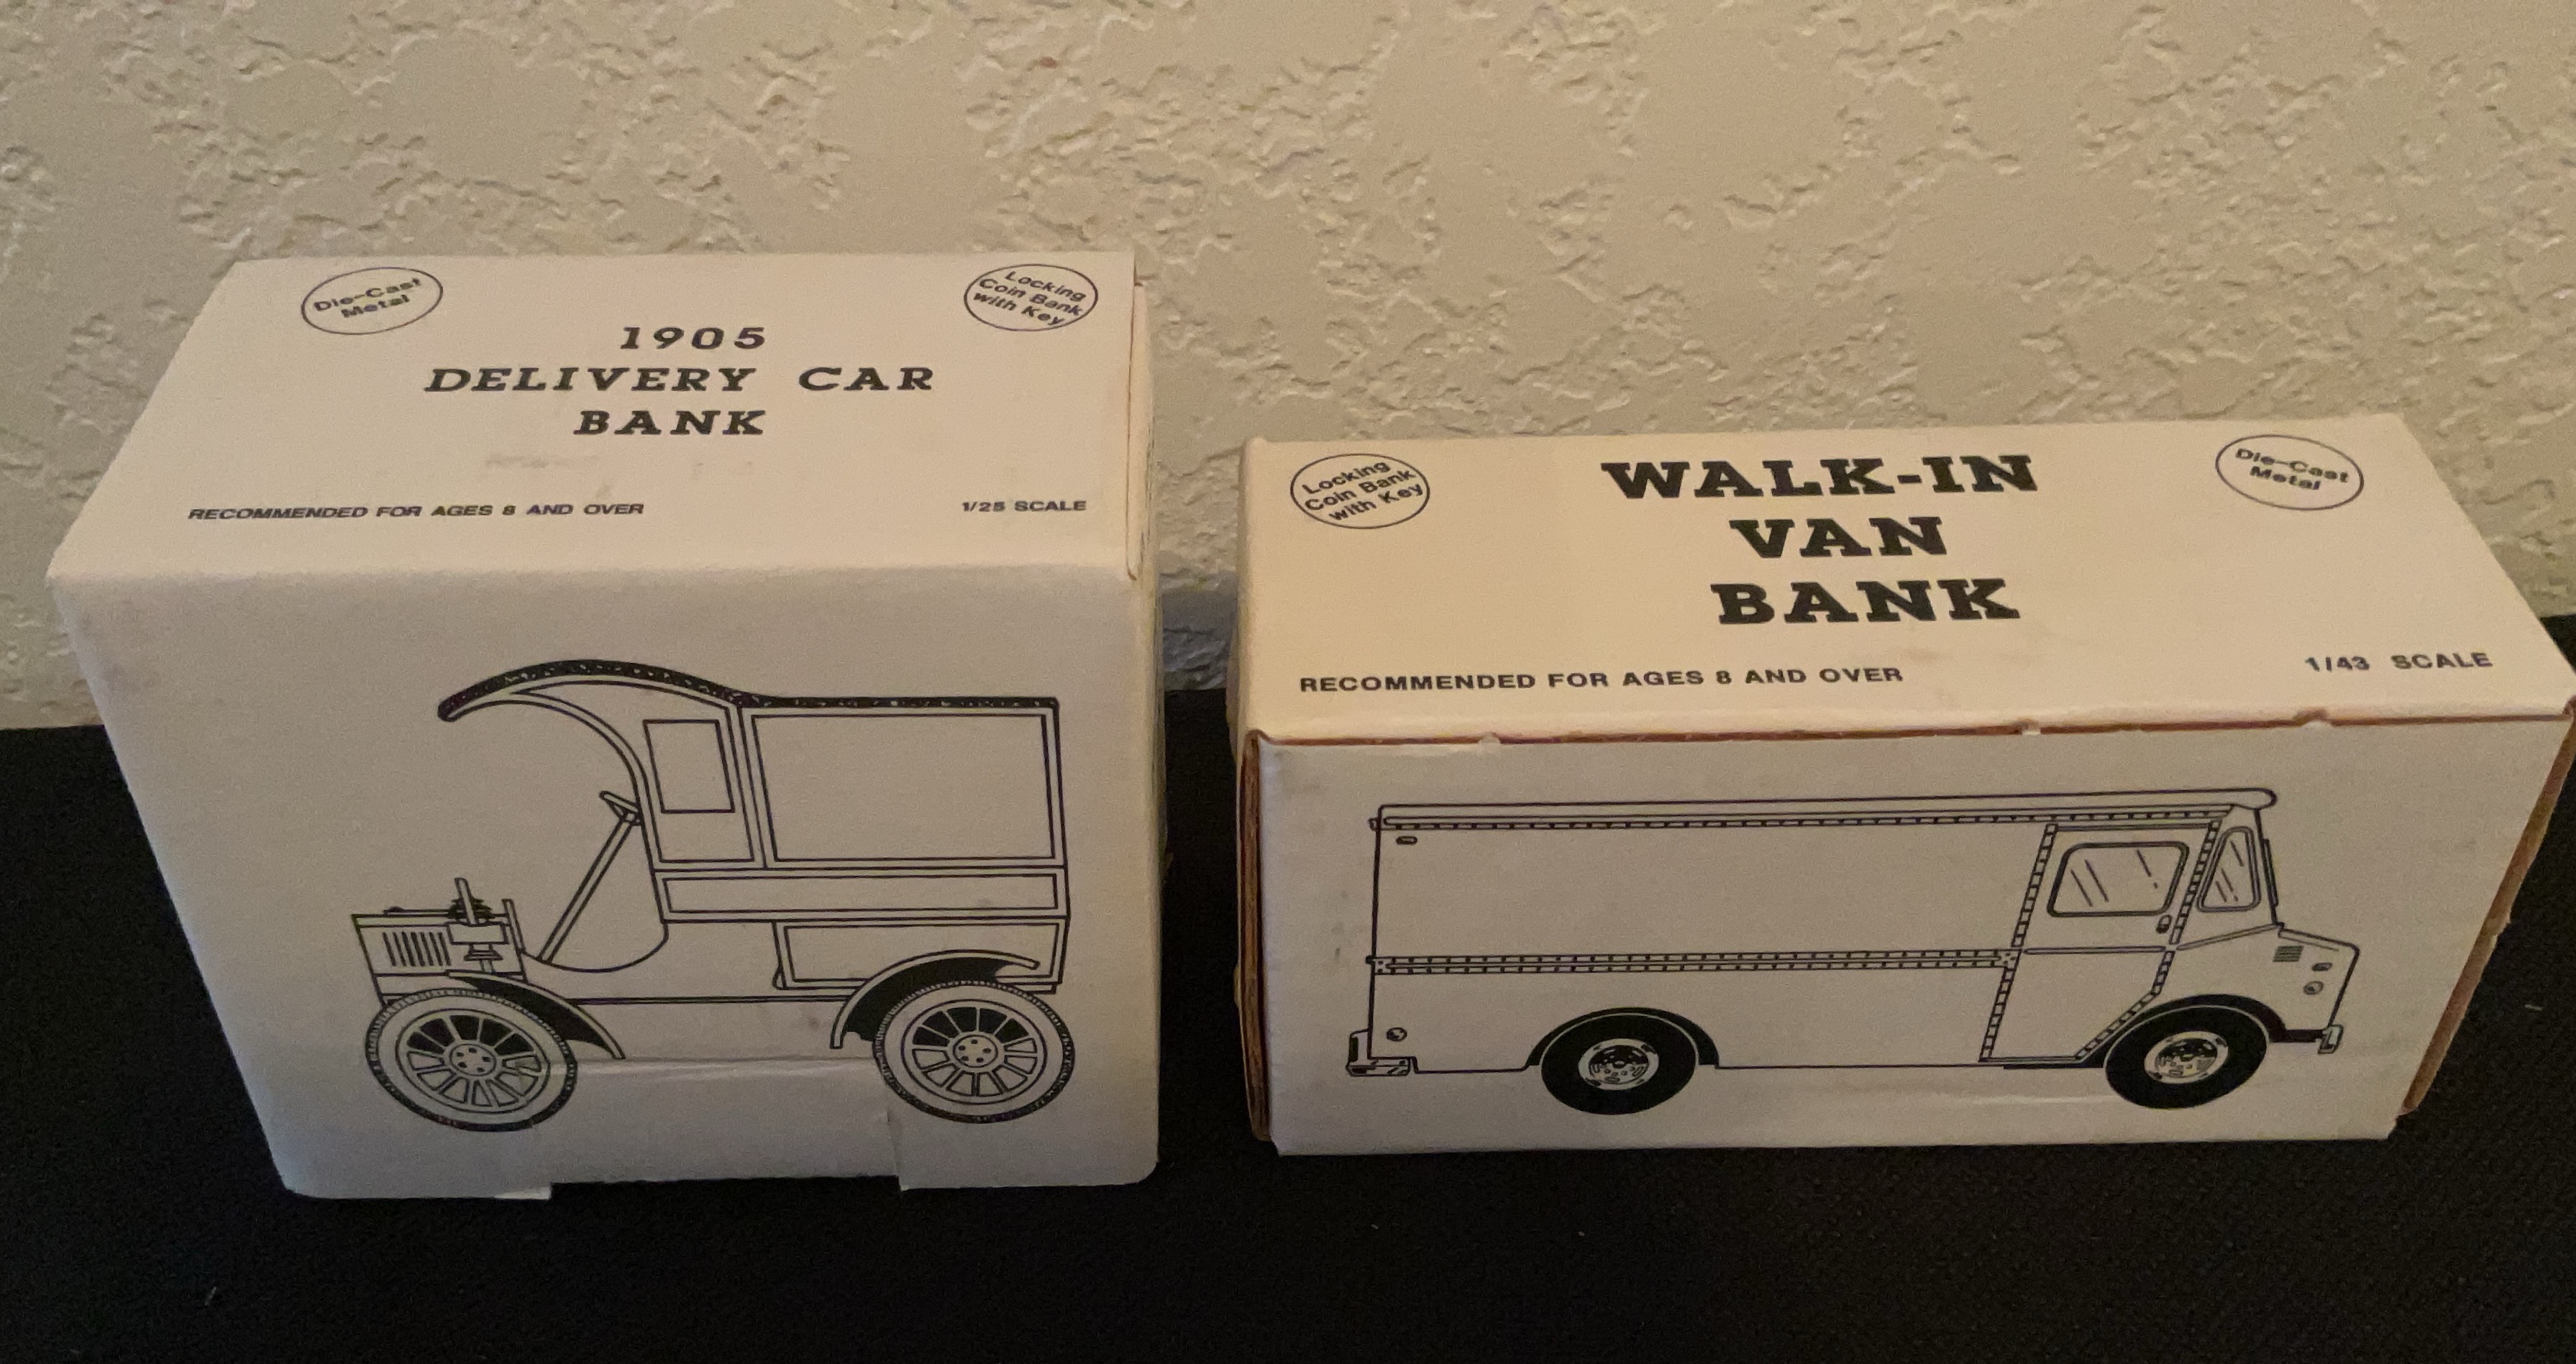 Die-Cast
Metal
Locking
Coin Bank
with Key
1905
DELIVERY CAR
BANK
RECOMMENDED FOR AGES 8 AND OVER
1/25 SCALE
Locking
Coin Bank
with Key
WALK-IN
VAN
BANK
Die-Cast
Metal
RECOMMENDED FOR AGES 8 AND OVER
1/43 SCALE